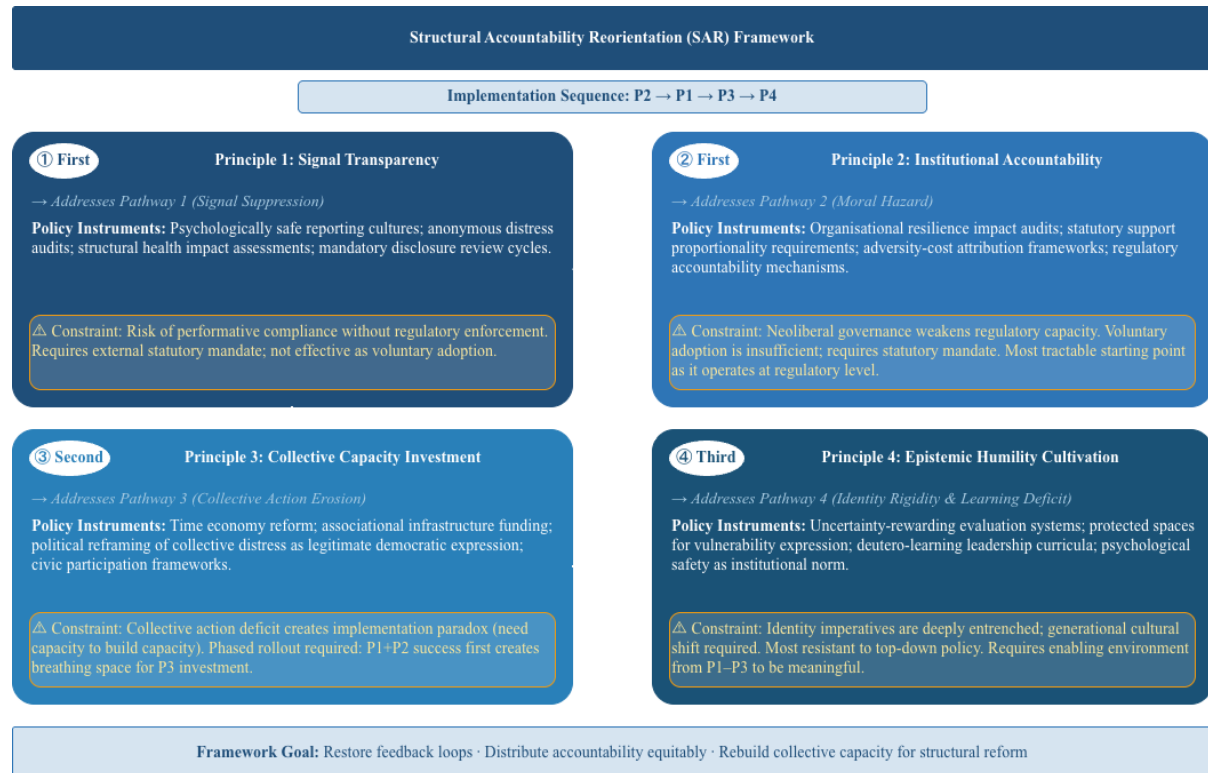 Structural Accountability Reorientation (SAR) Framework
Implementation Sequence: P2 → P1 → P3 → P4
① First
Principle 1: Signal Transparency
→ Addresses Pathway 1 (Signal Suppression)
Policy Instruments: Psychologically safe reporting cultures; anonymous distress
audits; structural health impact assessments; mandatory disclosure review cycles.
⚠ Constraint: Risk of performative compliance without regulatory enforcement.
Requires external statutory mandate; not effective as voluntary adoption.
② First
Principle 2: Institutional Accountability
→ Addresses Pathway 2 (Moral Hazard)
Policy Instruments: Organisational resilience impact audits; statutory support
proportionality requirements; adversity-cost attribution frameworks; regulatory
accountability mechanisms.
⚠ Constraint: Neoliberal governance weakens regulatory capacity. Voluntary
adoption is insufficient; requires statutory mandate. Most tractable starting point
as it operates at regulatory level.
③ Second
Principle 3: Collective Capacity Investment
→ Addresses Pathway 3 (Collective Action Erosion)
Policy Instruments: Time economy reform; associational infrastructure funding;
political reframing of collective distress as legitimate democratic expression;
civic participation frameworks.
⚠ Constraint: Collective action deficit creates implementation paradox (need
capacity to build capacity). Phased rollout required: P1+P2 success first creates
breathing space for P3 investment.
④ Third
Principle 4: Epistemic Humility Cultivation
→ Addresses Pathway 4 (Identity Rigidity & Learning Deficit)
Policy Instruments: Uncertainty-rewarding evaluation systems; protected spaces
for vulnerability expression; deutero-learning leadership curricula; psychological
safety as institutional norm.
⚠ Constraint: Identity imperatives are deeply entrenched; generational cultural
shift required. Most resistant to top-down policy. Requires enabling environment
from P1–P3 to be meaningful.
Framework Goal: Restore feedback loops · Distribute accountability equitably · Rebuild collective capacity for structural reform